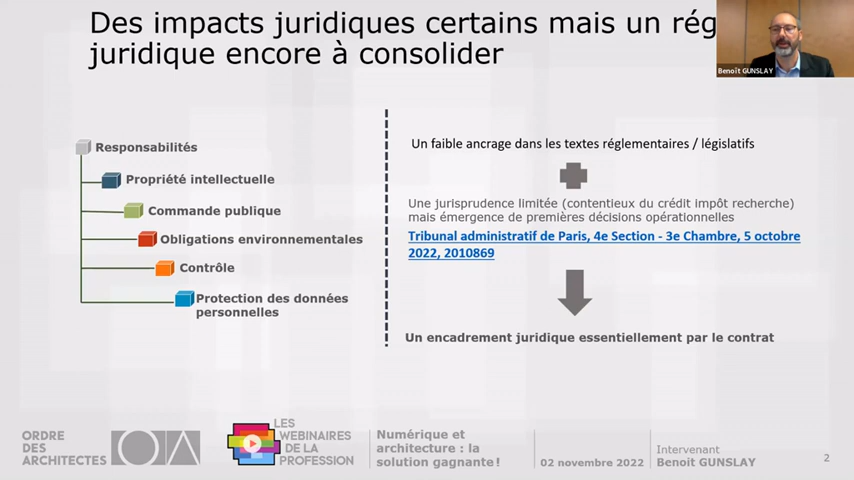 Des impacts juridiques certains mais un rég
juridique encore à consolider
Benoît GUNSLAY
Responsabilités
Propriété intellectuelle
Commande publique
Obligations environnementales
Contrôle
Protection des données
personnelles
Un faible ancrage dans les textes réglementaires / législatifs
Une jurisprudence limitée (contentieux du crédit impôt recherche)
mais émergence de premières décisions opérationnelles
Tribunal administratif de Paris, 4e Section - 3e Chambre, 5 octobre
2022, 2010869
Un encadrement juridique essentiellement par le contrat
ORDRE
DES
ARCHITECTES
LES
WEBINAIRES
DE LA
PROFESSION
Numérique et
architecture : la
solution gagnante !
02 novembre 2022
Intervenant
Benoît GUNSLAY
2